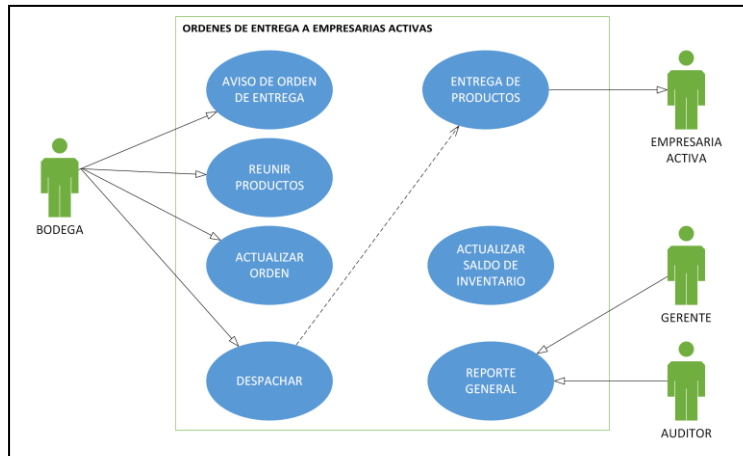 ORDENES DE ENTREGA A EMPRESARIAS ACTIVAS
AVISO DE ORDEN
DE ENTREGA
ENTREGA DE
PRODUCTOS
EMPRESARIA
ACTIVA
REUNIR
PRODUCTOS
BODEGA
ACTUALIZAR
ORDEN
ACTUALIZAR
SALDO DE
INVENTARIO
GERENTE
DESPACHAR
REPORTE
GENERAL
AUDITOR